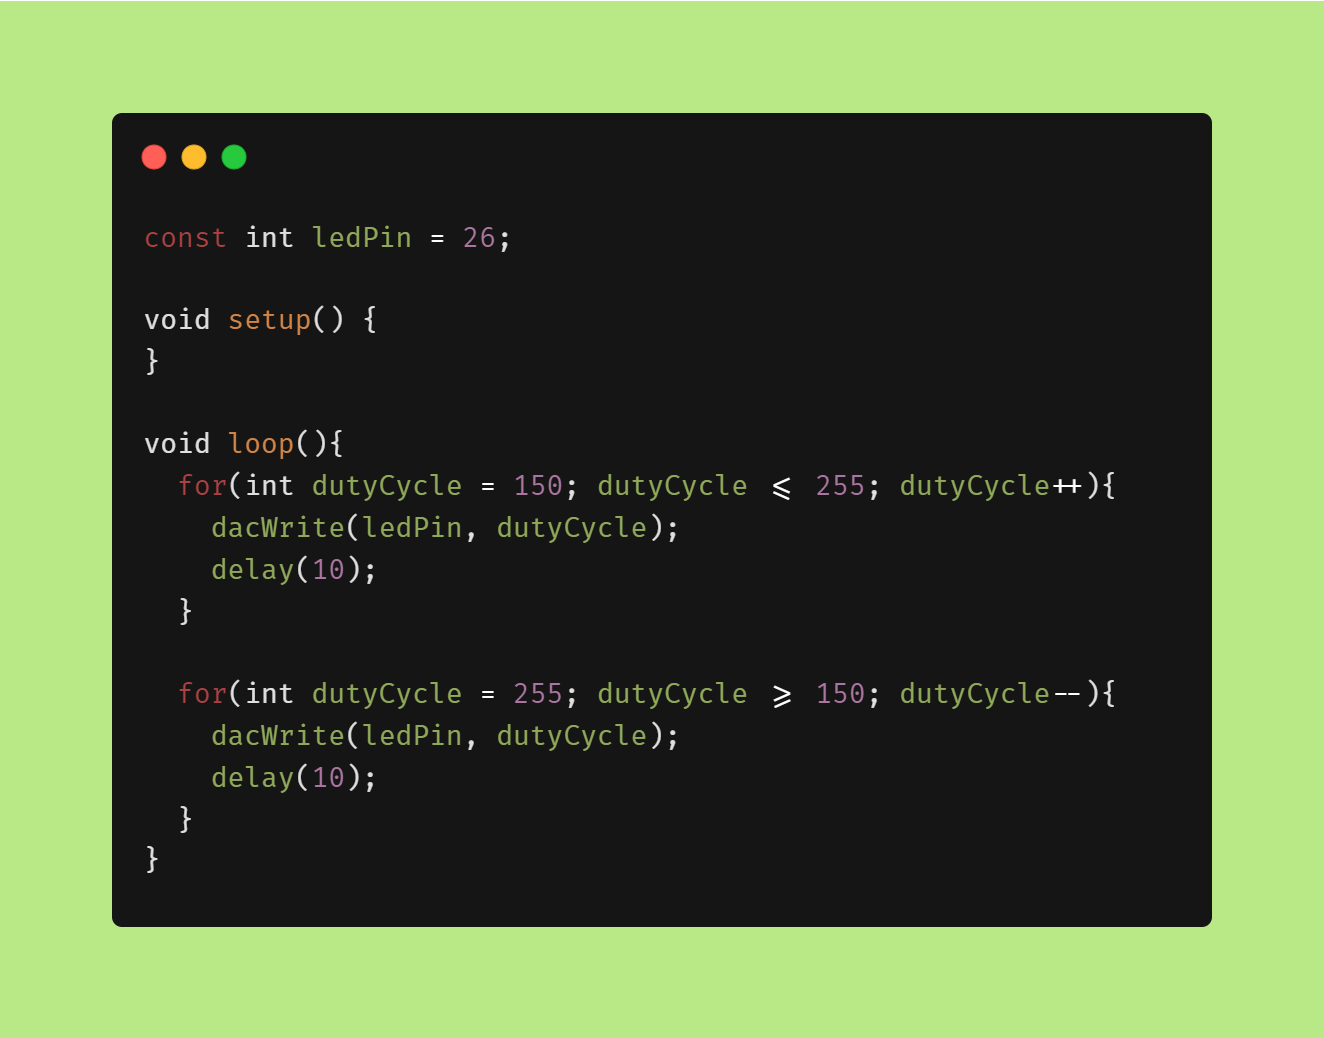 const int ledPin = 26;
void setup() {
}
void loop(){
for(int dutyCycle = 150; dutyCycle <= 255; dutyCycle++){
dacWrite(ledPin, dutyCycle);
delay(10);
}
for(int dutyCycle = 255; dutyCycle >= 150; dutyCycle--){
dacWrite(ledPin, dutyCycle);
delay(10);
}
}